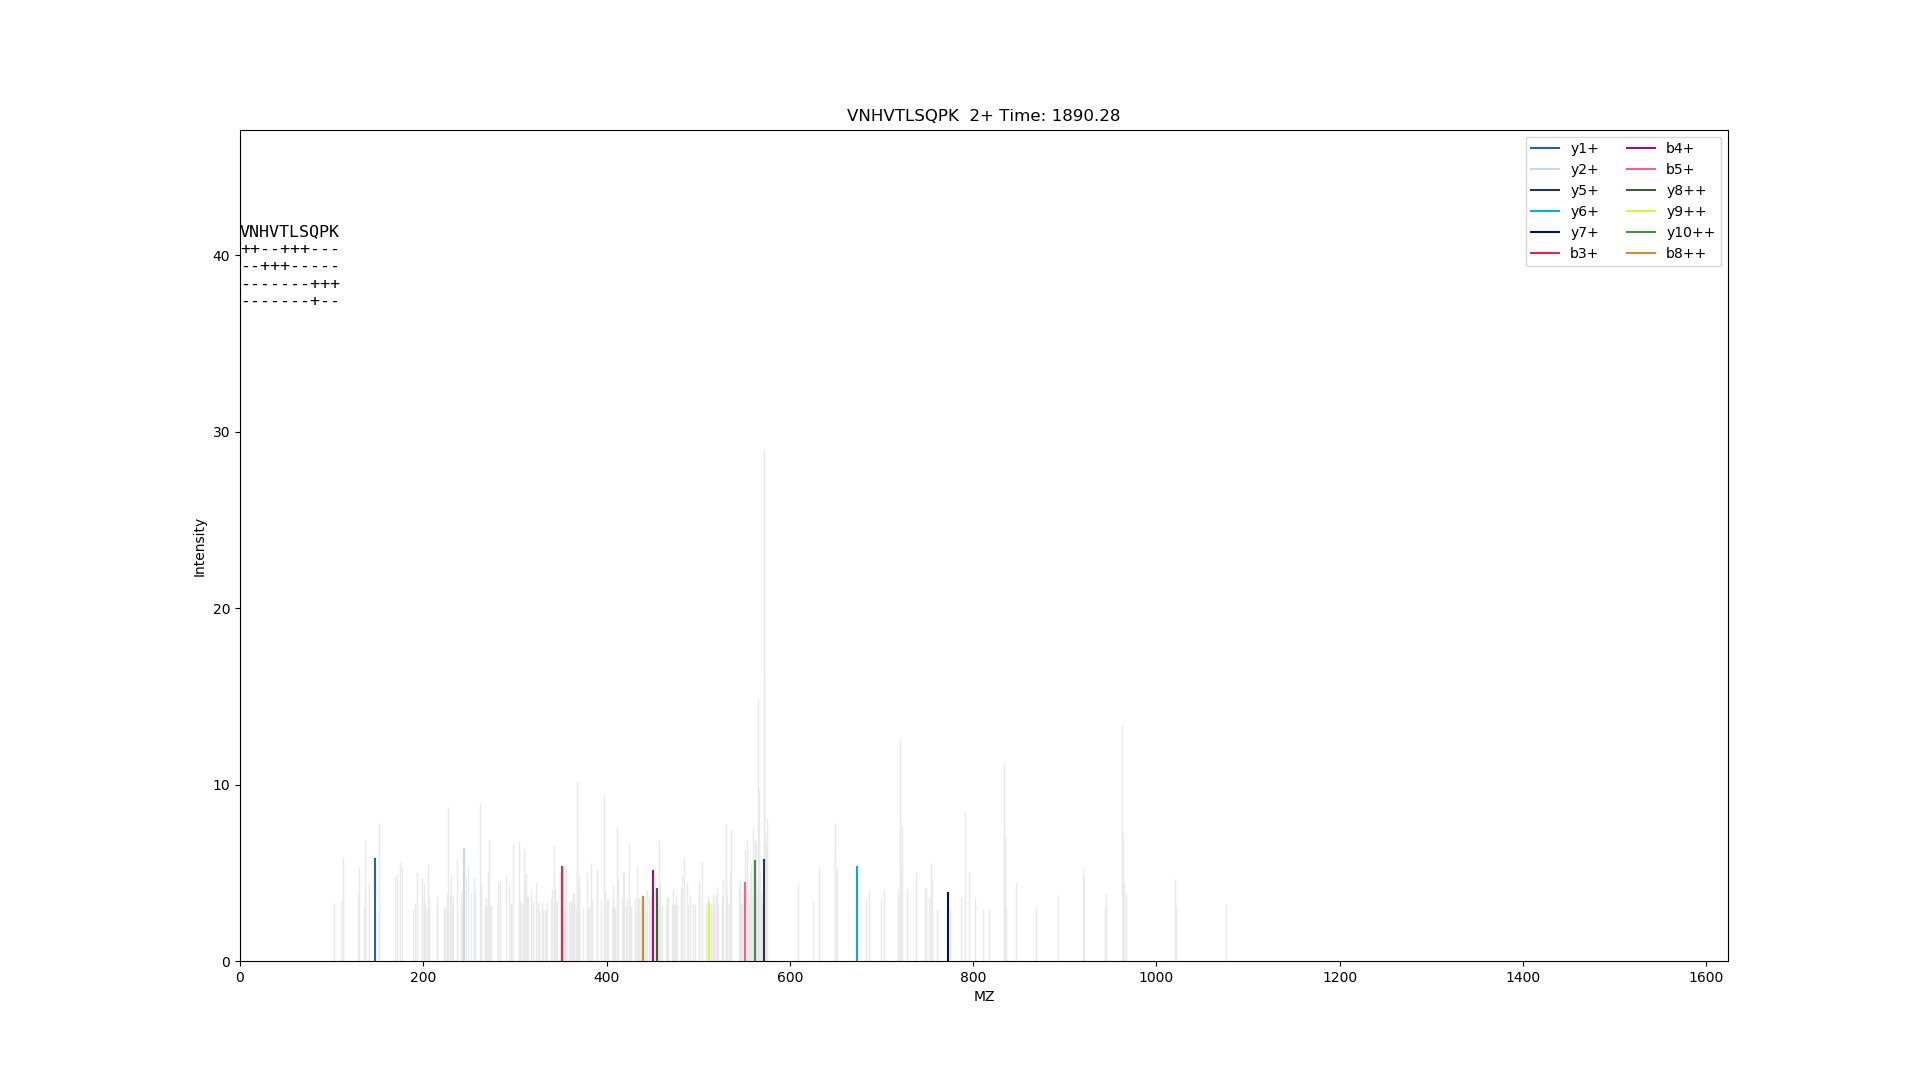 VNHVTLSQPK  2+ Time: 1890.28
y1+ b4+
y2+ b5+
y5+ y8++
y6+ y9++
y7+ y10++
b3+ b8++
VNHVTLSQPK
++--+++---
--+++-----
-------+++
-------+--
40
30
20
10
0
Intensity
0 200 400 600 800 1000 1200 1400 1600
MZ